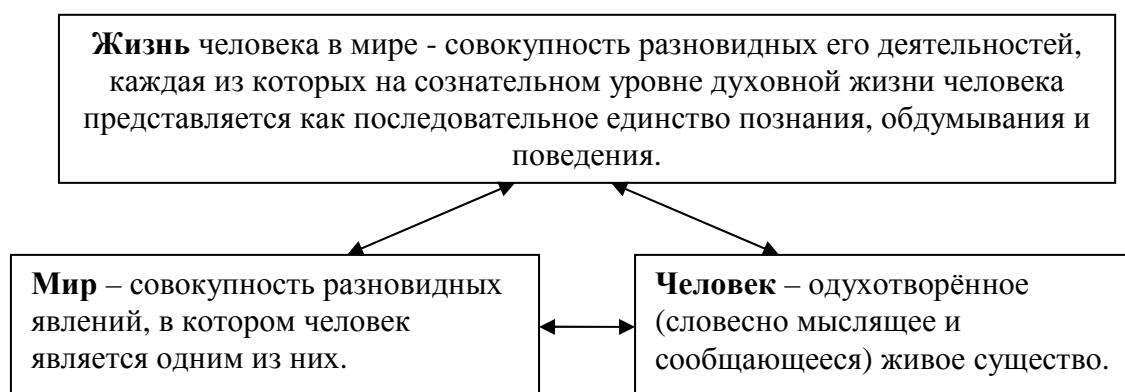 Жизнь человека в мире - совокупность разновидных его деятельностей,
каждая из которых на сознательном уровне духовной жизни человека
представляется как последовательное единство познания, обдумывания и
поведения.
Мир – совокупность разновидных
явлений, в котором человек
является одним из них.
Человек – одухотворённое
(словесно мыслящее и
сообщающееся) живое существо.